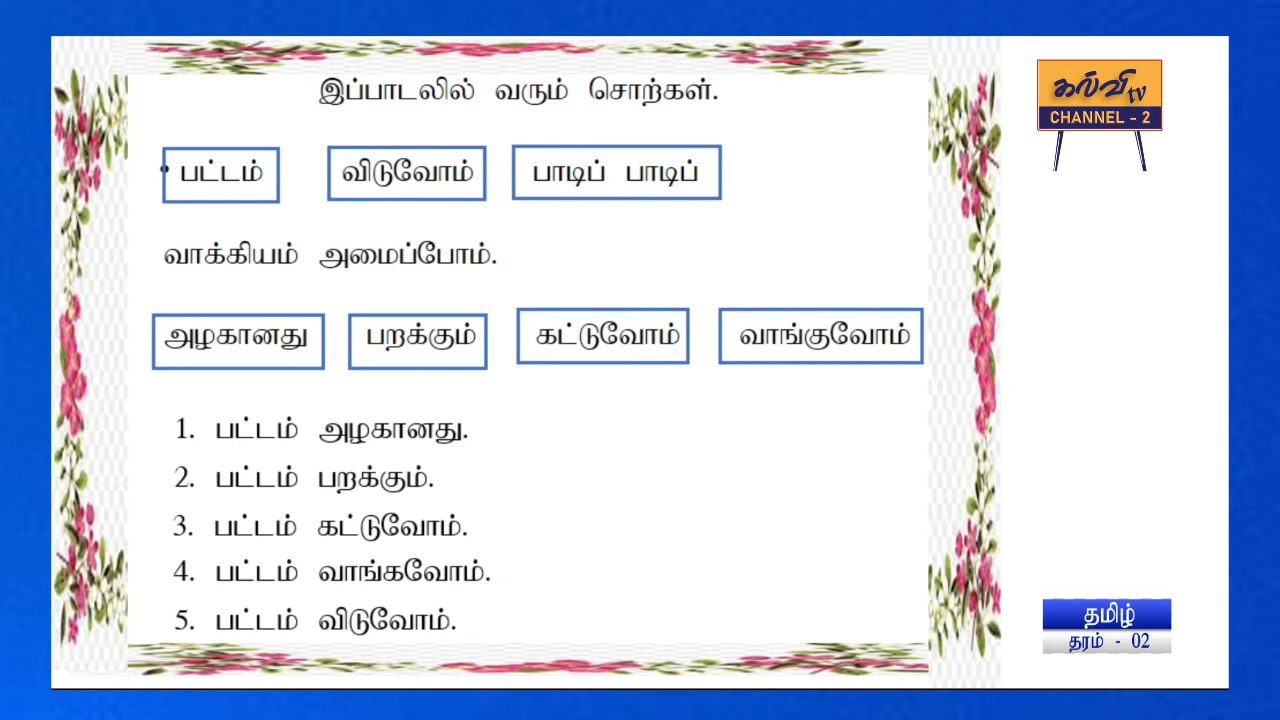 இப்பாடலில் வரும் சொற்கள்.
• பட்டம் விடுவோம் பாடிப் பாடிப்
வாக்கியம் அமைப்போம்.
அழகானது பறக்கும் கட்டுவோம் வாங்குவோம்
1. பட்டம் அழகானது.
2. பட்டம் பறக்கும்.
3. பட்டம் கட்டுவோம்.
4. பட்டம் வாங்கவோம்.
5. பட்டம் விடுவோம்.
கல்வி tv
CHANNEL - 2
தமிழ்
தரம் - 02